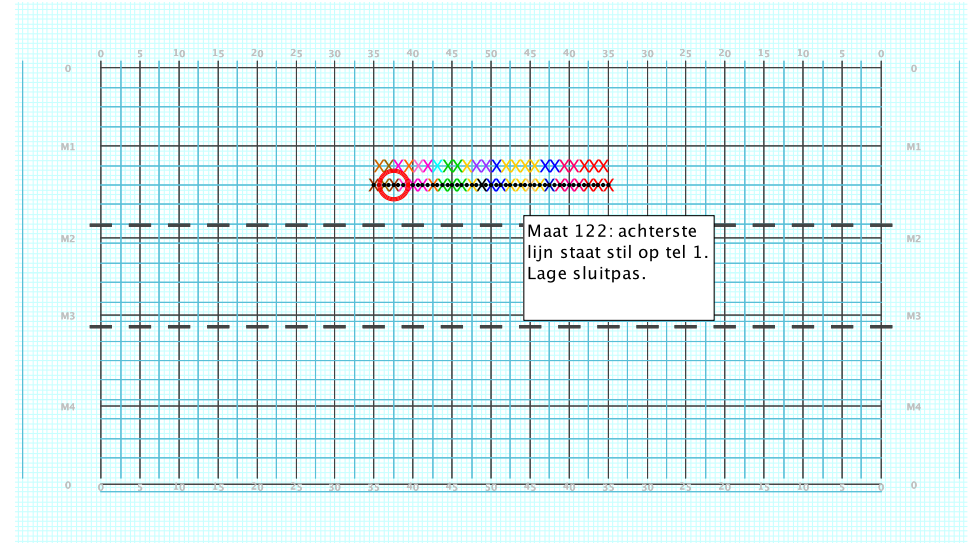 0 5 10 15 20 25 30 35 40 45 50 45 40 35 30 25 20 15 10 5 0
0 0
M1 M1
Maat 122: achterste
lijn staat stil op tel 1.
Lage sluitpas.
M2 M2
M3 M3
M4 M4
0 0
0 5 10 15 20 25 30 35 40 45 50 45 40 35 30 25 20 15 10 5 0